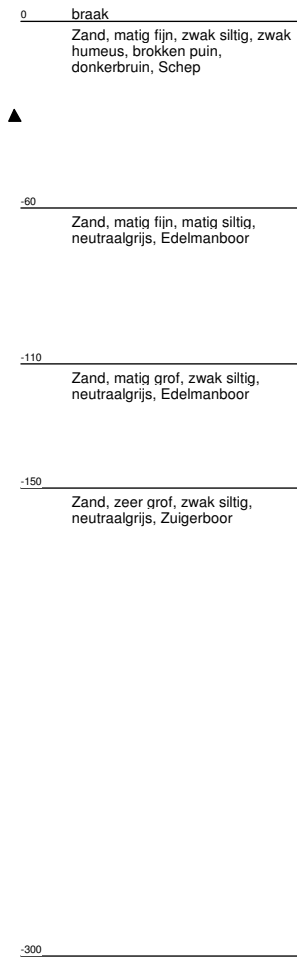 0 braak
Zand, matig fijn, zwak siltig, zwak
humeus, brokken puin,
donkerbruin, Schep
-60
Zand, matig fijn, matig siltig,
neutraalgrijs, Edelmanboor
-110
Zand, matig grof, zwak siltig,
neutraalgrijs, Edelmanboor
-150
Zand, zeer grof, zwak siltig,
neutraalgrijs, Zuigerboor
-300